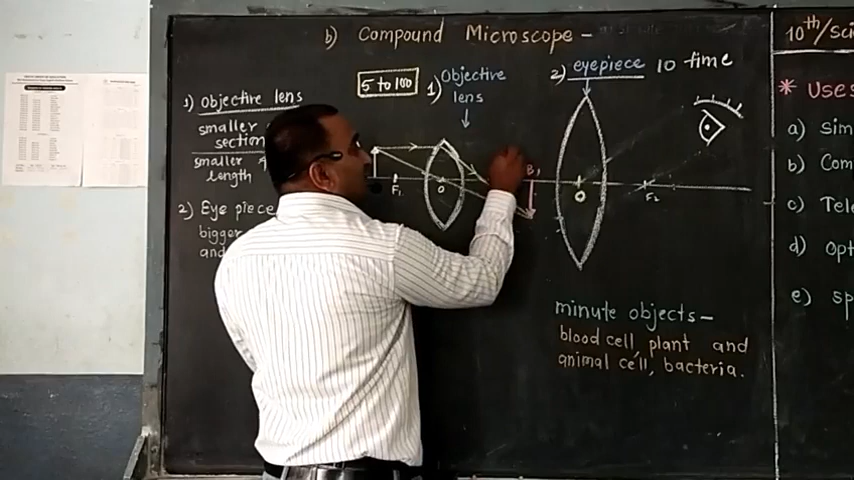 b) Compound Microscope -
1) Objective lens
smaller
section
smaller
length
2) Eye piece
bigger
and
5 to 100
1) Objective
lens
2) eyepiece 10 time
F1
O
B1
O
F2
minute objects -
blood cell, plant and
animal cell, bacteria.
10th/Sci
* Uses
a) Sim
b) Com
c) Tele
d) Opt
e) sp